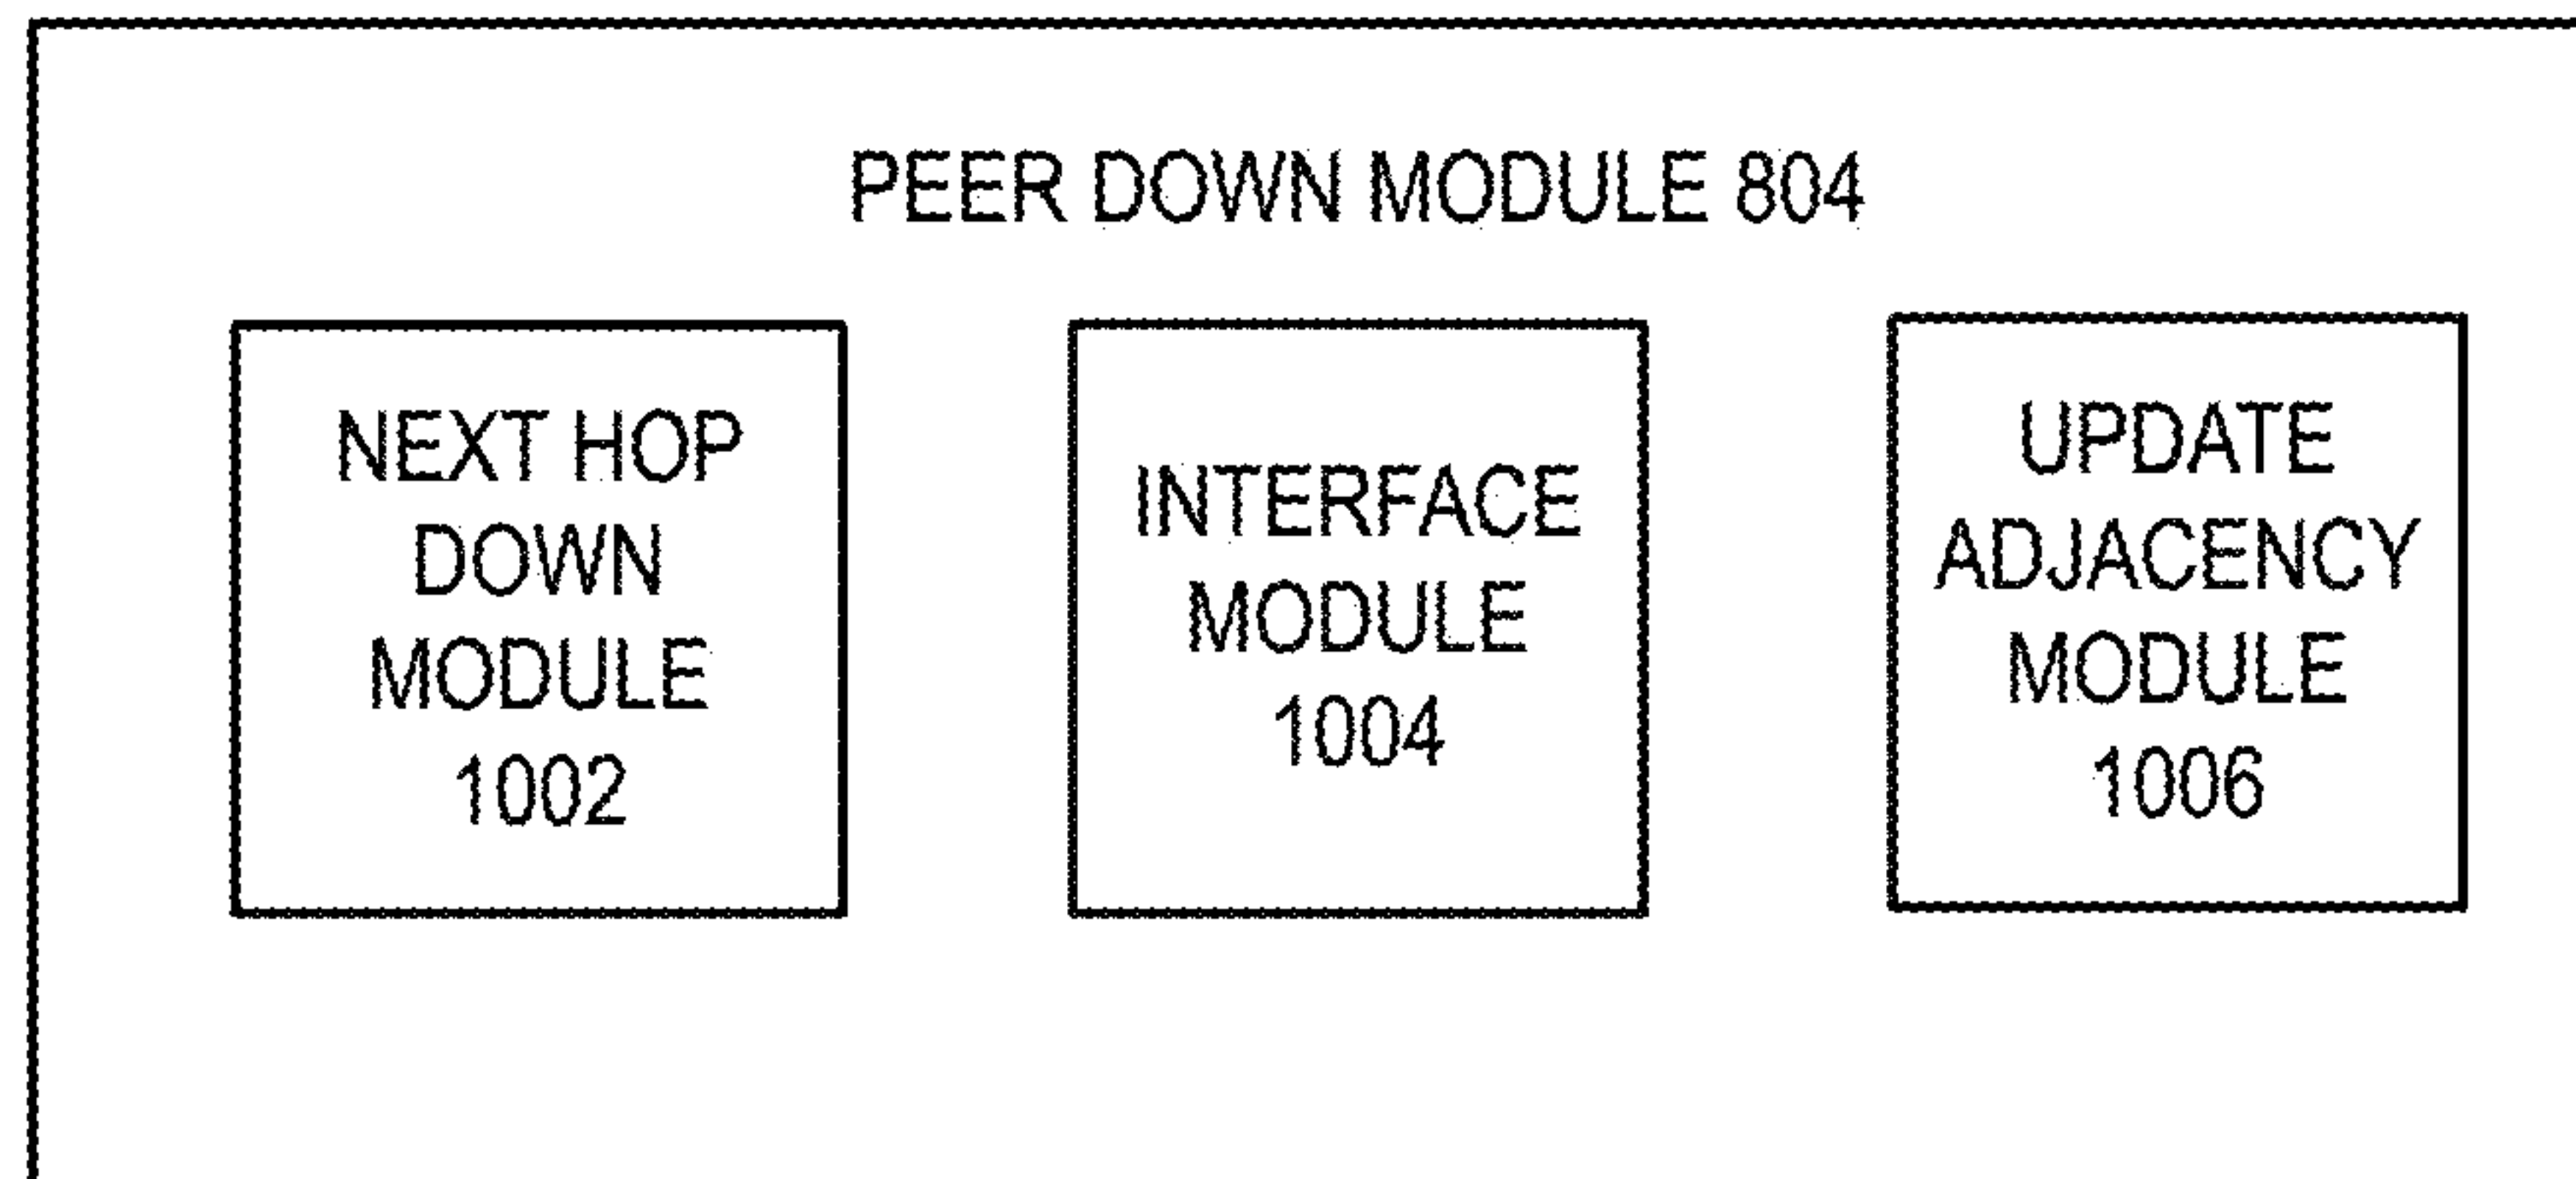 PEER DOWN MODULE 804
NEXT HOP
DOWN
MODULE
1002
INTERFACE
MODULE
1004
UPDATE
ADJACENCY
MODULE
1006